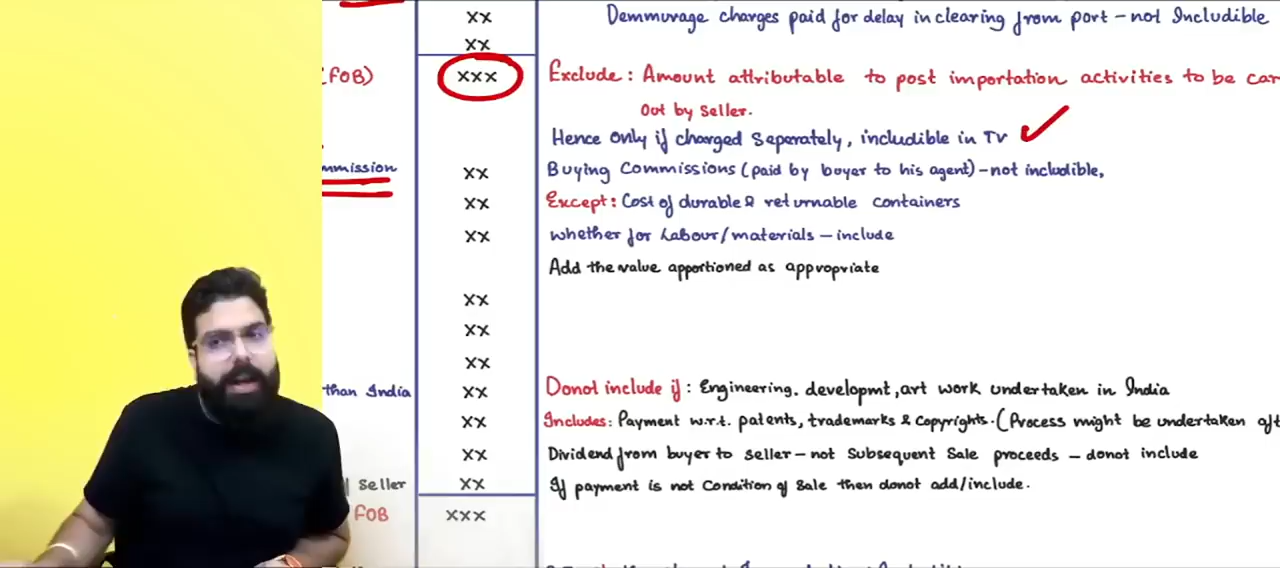 XX Demmurage charges paid for delay in clearing from port - not Includible
XX
(FOB) XXX Exclude: Amount attributable to post importation activities to be car
Out by Seller.
Hence only if charged Seperately, includible in TV
mmission XX Buying Commissions (paid by buyer to his agent) - not includible,
XX Except: Cost of durable & returnable containers
XX whether for Labour/materials - include
Add the value apportioned as appropriate
XX
XX
XX
than India XX Donot include if: Engineering. developmt, art work undertaken in India
XX Includes: Payment w.r.t. patents, trademarks & Copyrights. (Process might be undertaken aft
XX Dividend from buyer to seller - not Subsequent Sale proceeds - donot include
Seller XX If payment is not Condition of Sale then donot add/include.
FOB XXX